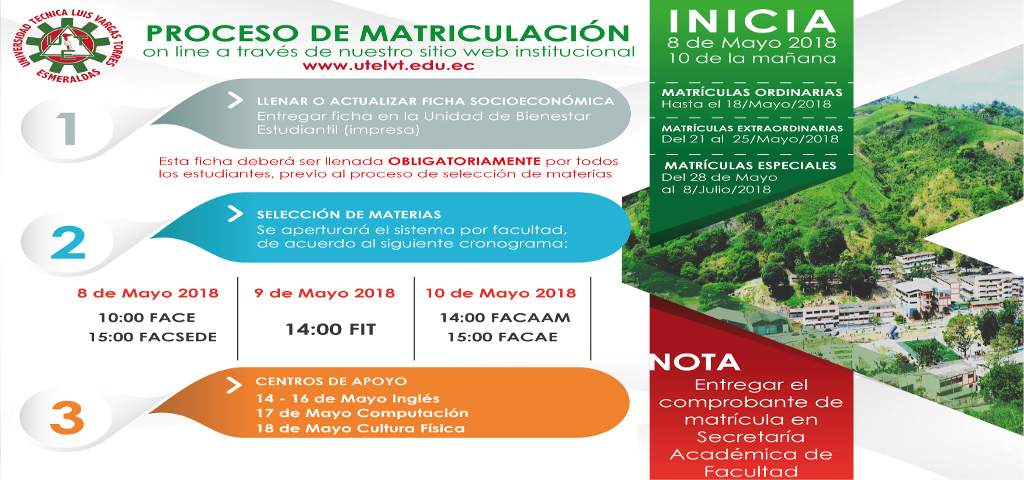 UNIVERSIDAD TECNICA LUIS VARGAS TORRES
ESMERALDAS
PROCESO DE MATRICULACIÓN
on line a través de nuestro sitio web institucional
www.utelvt.edu.ec
1
LLENAR O ACTUALIZAR FICHA SOCIOECONÓMICA
Entregar ficha en la Unidad de Bienestar
Estudiantil (impresa)
Esta ficha deberá ser llenada OBLIGATORIAMENTE por todos
los estudiantes, previo al proceso de selección de materias
2
SELECCIÓN DE MATERIAS
Se aperturará el sistema por facultad,
de acuerdo al siguiente cronograma:
8 de Mayo 2018
10:00 FACE
15:00 FACSEDE
9 de Mayo 2018
14:00 FIT
10 de Mayo 2018
14:00 FACAAM
15:00 FACAE
3
CENTROS DE APOYO
14 - 16 de Mayo Inglés
17 de Mayo Computación
18 de Mayo Cultura Física
INICIA
8 de Mayo 2018
10 de la mañana
MATRÍCULAS ORDINARIAS
Hasta el 18/Mayo/2018
MATRÍCULAS EXTRAORDINARIAS
Del 21 al 25/Mayo/2018
MATRÍCULAS ESPECIALES
Del 28 de Mayo
al 8/Julio/2018
NOTA
Entregar el
comprobante de
matrícula en
Secretaría
Académica de
Facultad